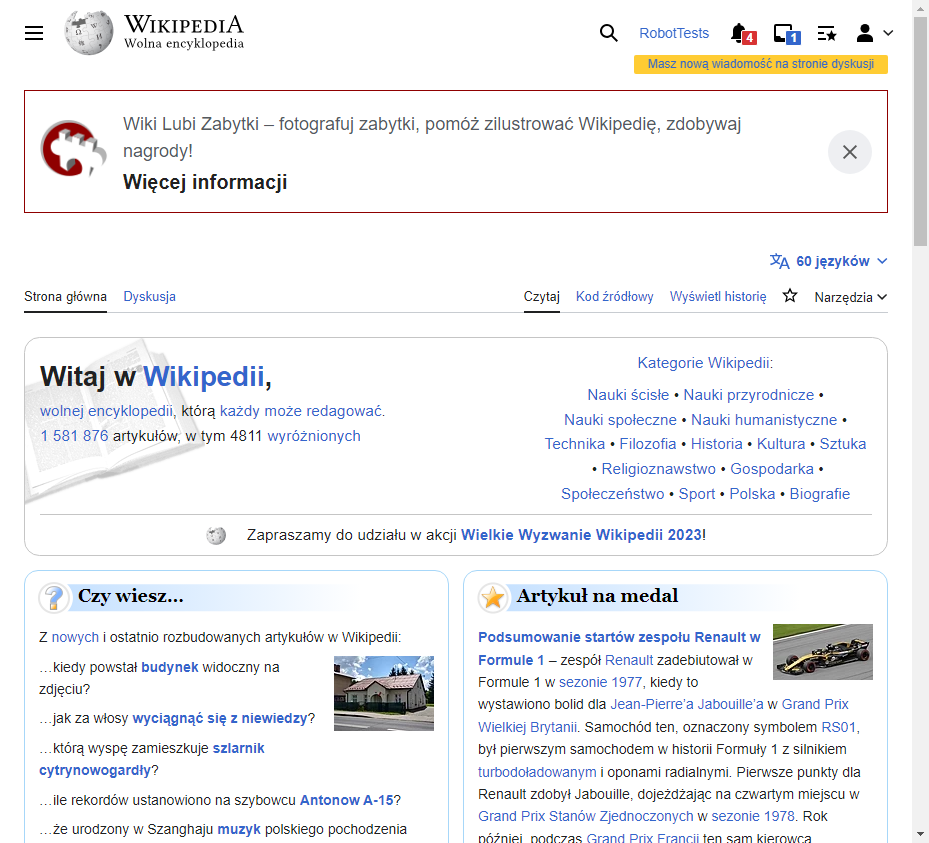 WIKIPEDIA
Wolna encyklopedia
RobotTests
4
1
Masz nową wiadomość na stronie dyskusji
Wiki Lubi Zabytki – fotografuj zabytki, pomóż zilustrować Wikipedię, zdobywaj
nagrody!
Więcej informacji
60 języków
Strona główna
Dyskusja
Czytaj
Kod źródłowy
Wyświetl historię
Narzędzia
Witaj w Wikipedii,
wolnej encyklopedii, którą każdy może redagować.
1 581 876 artykułów, w tym 4811 wyróżnionych
Kategorie Wikipedii:
Nauki ścisłe • Nauki przyrodnicze •
Nauki społeczne • Nauki humanistyczne •
Technika • Filozofia • Historia • Kultura • Sztuka
• Religioznawstwo • Gospodarka •
Społeczeństwo • Sport • Polska • Biografie
Zapraszamy do udziału w akcji Wielkie Wyzwanie Wikipedii 2023!
Czy wiesz...
Z nowych i ostatnio rozbudowanych artykułów w Wikipedii:
…kiedy powstał budynek widoczny na
zdjęciu?
…jak za włosy wyciągnąć się z niewiedzy?
…którą wyspę zamieszkuje szlarnik
cytrynowogardły?
…ile rekordów ustanowiono na szybowcu Antonow A-15?
…że urodzony w Szanghaju muzyk polskiego pochodzenia
Artykuł na medal
Podsumowanie startów zespołu Renault w
Formule 1 – zespół Renault zadebiutował w
Formule 1 w sezonie 1977, kiedy to
wystawiono bolid dla Jean-Pierre’a Jabouille’a w Grand Prix
Wielkiej Brytanii. Samochód ten, oznaczony symbolem RS01,
był pierwszym samochodem w historii Formuły 1 z silnikiem
turbodoładowanym i oponami radialnymi. Pierwsze punkty dla
Renault zdobył Jabouille, dojeżdżając na czwartym miejscu w
Grand Prix Stanów Zjednoczonych w sezonie 1978. Rok
później, podczas Grand Prix Francji ten sam kierowca